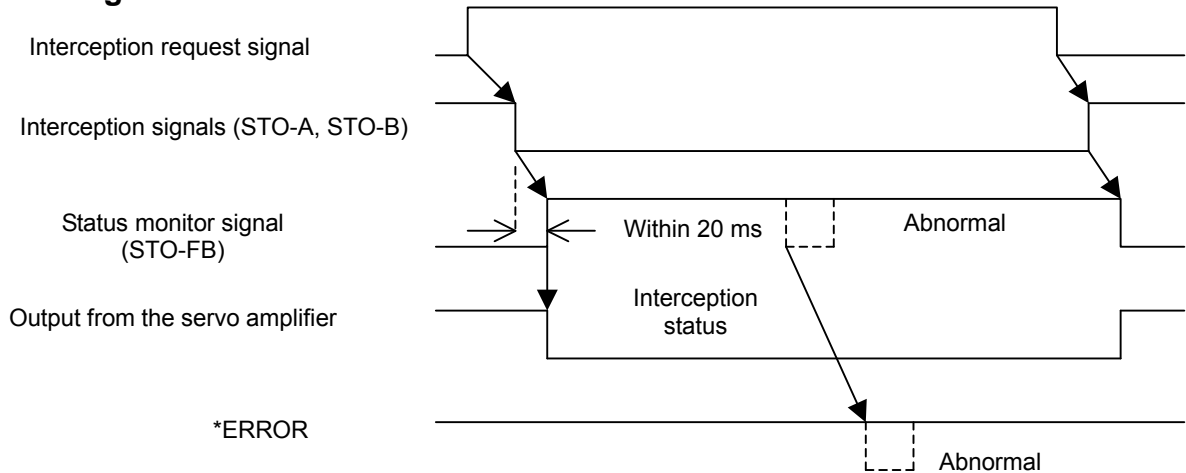 Interception request signal
Interception signals (STO-A, STO-B)
Status monitor signal
(STO-FB)
Within 20 ms
Abnormal
Interception
status
Output from the servo amplifier
*ERROR
Abnormal